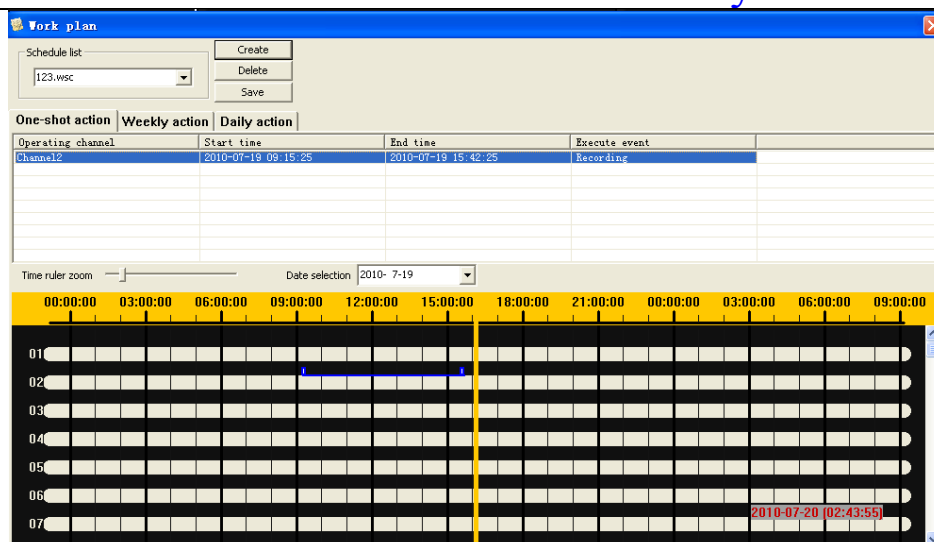 Work plan
Schedule list
Create
123.wsc
Delete
Save
One-shot action Weekly action Daily action
Operating channel Start time End time Execute event
Channel2 2010-07-19 09:15:25 2010-07-19 15:42:25 Recording
Time ruler zoom Date selection 2010- 7-19
00:00:00 03:00:00 06:00:00 09:00:00 12:00:00 15:00:00 18:00:00 21:00:00 00:00:00 03:00:00 06:00:00 09:00:00
01
02
03
04
05
06
2010-07-20 (02:43:55)
07